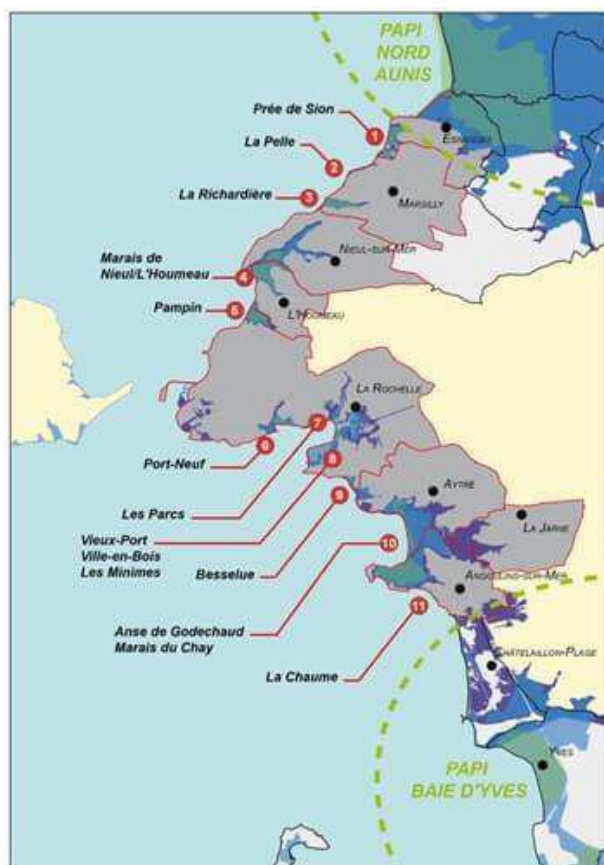 PAPI
NORD
AUNIS
Prée de Sion
1
ESNANDES
La Pelle
2
La Richardière
3
MARSILLY
Marais de
Nieul/L'Houmeau
4
NIEUL-SUR-MER
Pampin
5
L'HOUMEAU
LA ROCHELLE
7
6
Port-Neuf
8
Les Parcs
9
AYTRE
Vieux-Port
Ville-en-Bois
Les Minimes
LA JARNE
10
Besselue
ANGOULINS-SUR-MER
11
Anse de Godechaud
Marais du Chay
CHÂTELAILLON-PLAGE
La Chaume
YVES
PAPI
BAIE D'YVES